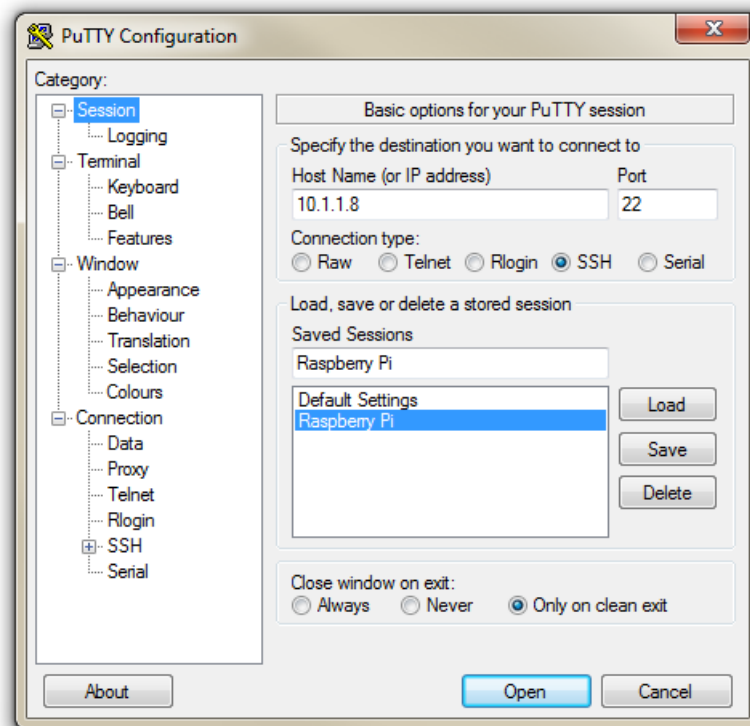 PuTTY Configuration
Category:
Session
Logging
Terminal
Keyboard
Bell
Features
Window
Appearance
Behaviour
Translation
Selection
Colours
Connection
Data
Proxy
Telnet
Rlogin
SSH
Serial
Basic options for your PuTTY session
Specify the destination you want to connect to
Host Name (or IP address) Port
10.1.1.8 22
Connection type:
Raw Telnet Rlogin SSH Serial
Load, save or delete a stored session
Saved Sessions
Raspberry Pi
Default Settings
Raspberry Pi
Load
Save
Delete
Close window on exit:
Always Never Only on clean exit
About Open Cancel